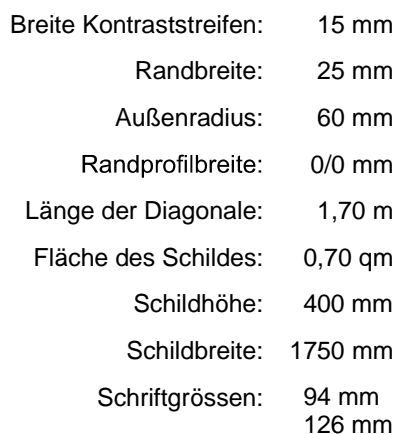 Breite Kontraststreifen: 15 mm
Randbreite: 25 mm
Außenradius: 60 mm
Randprofilbreite: 0/0 mm
Länge der Diagonale: 1,70 m
Fläche des Schildes: 0,70 qm
Schildhöhe: 400 mm
Schildbreite: 1750 mm
Schriftgrössen: 94 mm
126 mm